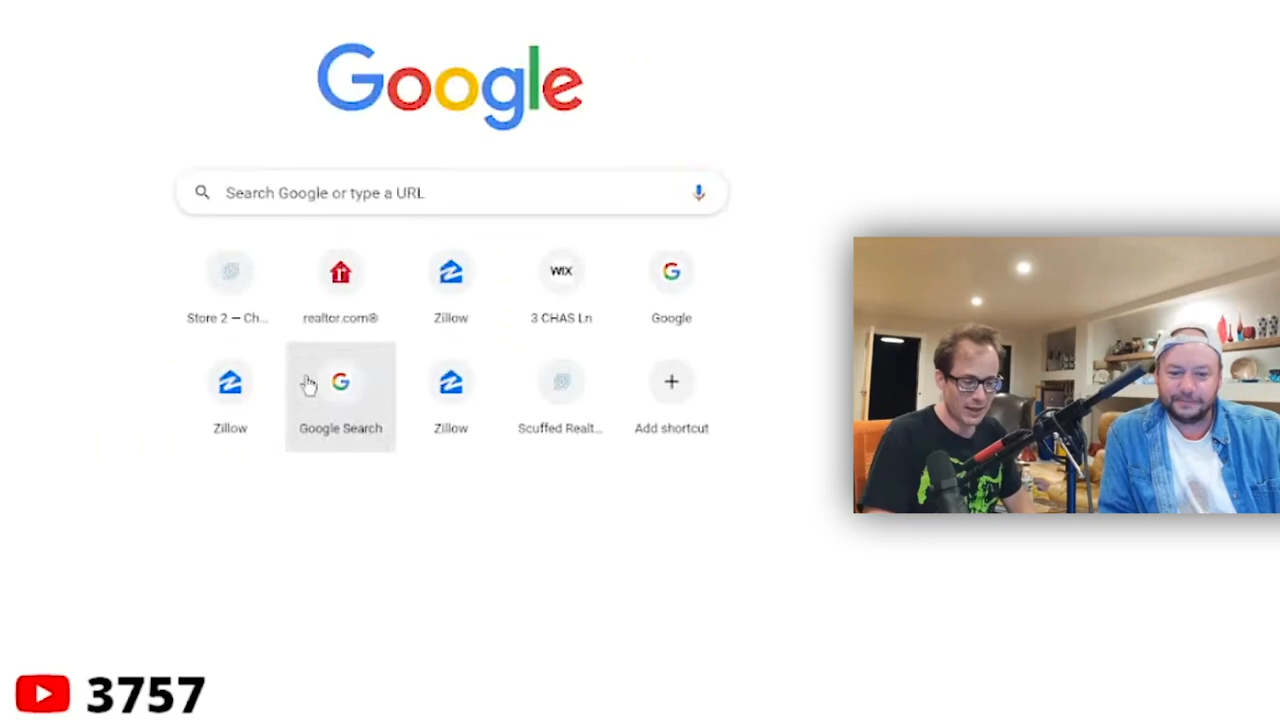 Google
Search Google or type a URL
Store 2 – Ch...
realtor.com®
Zillow
WIX
3 CHAS Ln
Google
Zillow
Google Search
Zillow
Scuffed Realt...
Add shortcut
3757